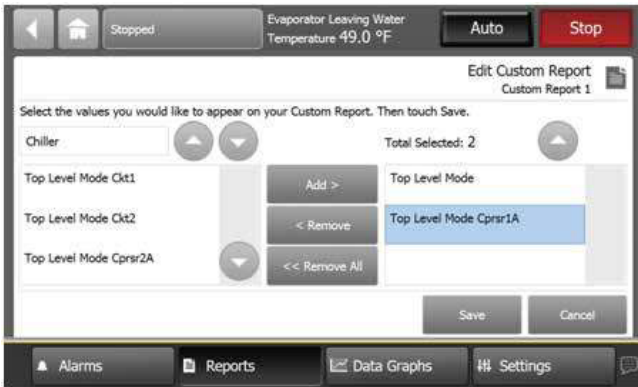 Stopped
Evaporator Leaving Water
Temperature 49.0 °F
Auto
Stop
Edit Custom Report
Custom Report 1
Select the values you would like to appear on your Custom Report. Then touch Save.
Chiller
Total Selected: 2
Top Level Mode Ckt1
Top Level Mode Ckt2
Top Level Mode Cprsr2A
Add >
< Remove
<< Remove All
Top Level Mode
Top Level Mode Cprsr1A
Save
Cancel
Alarms
Reports
Data Graphs
Settings